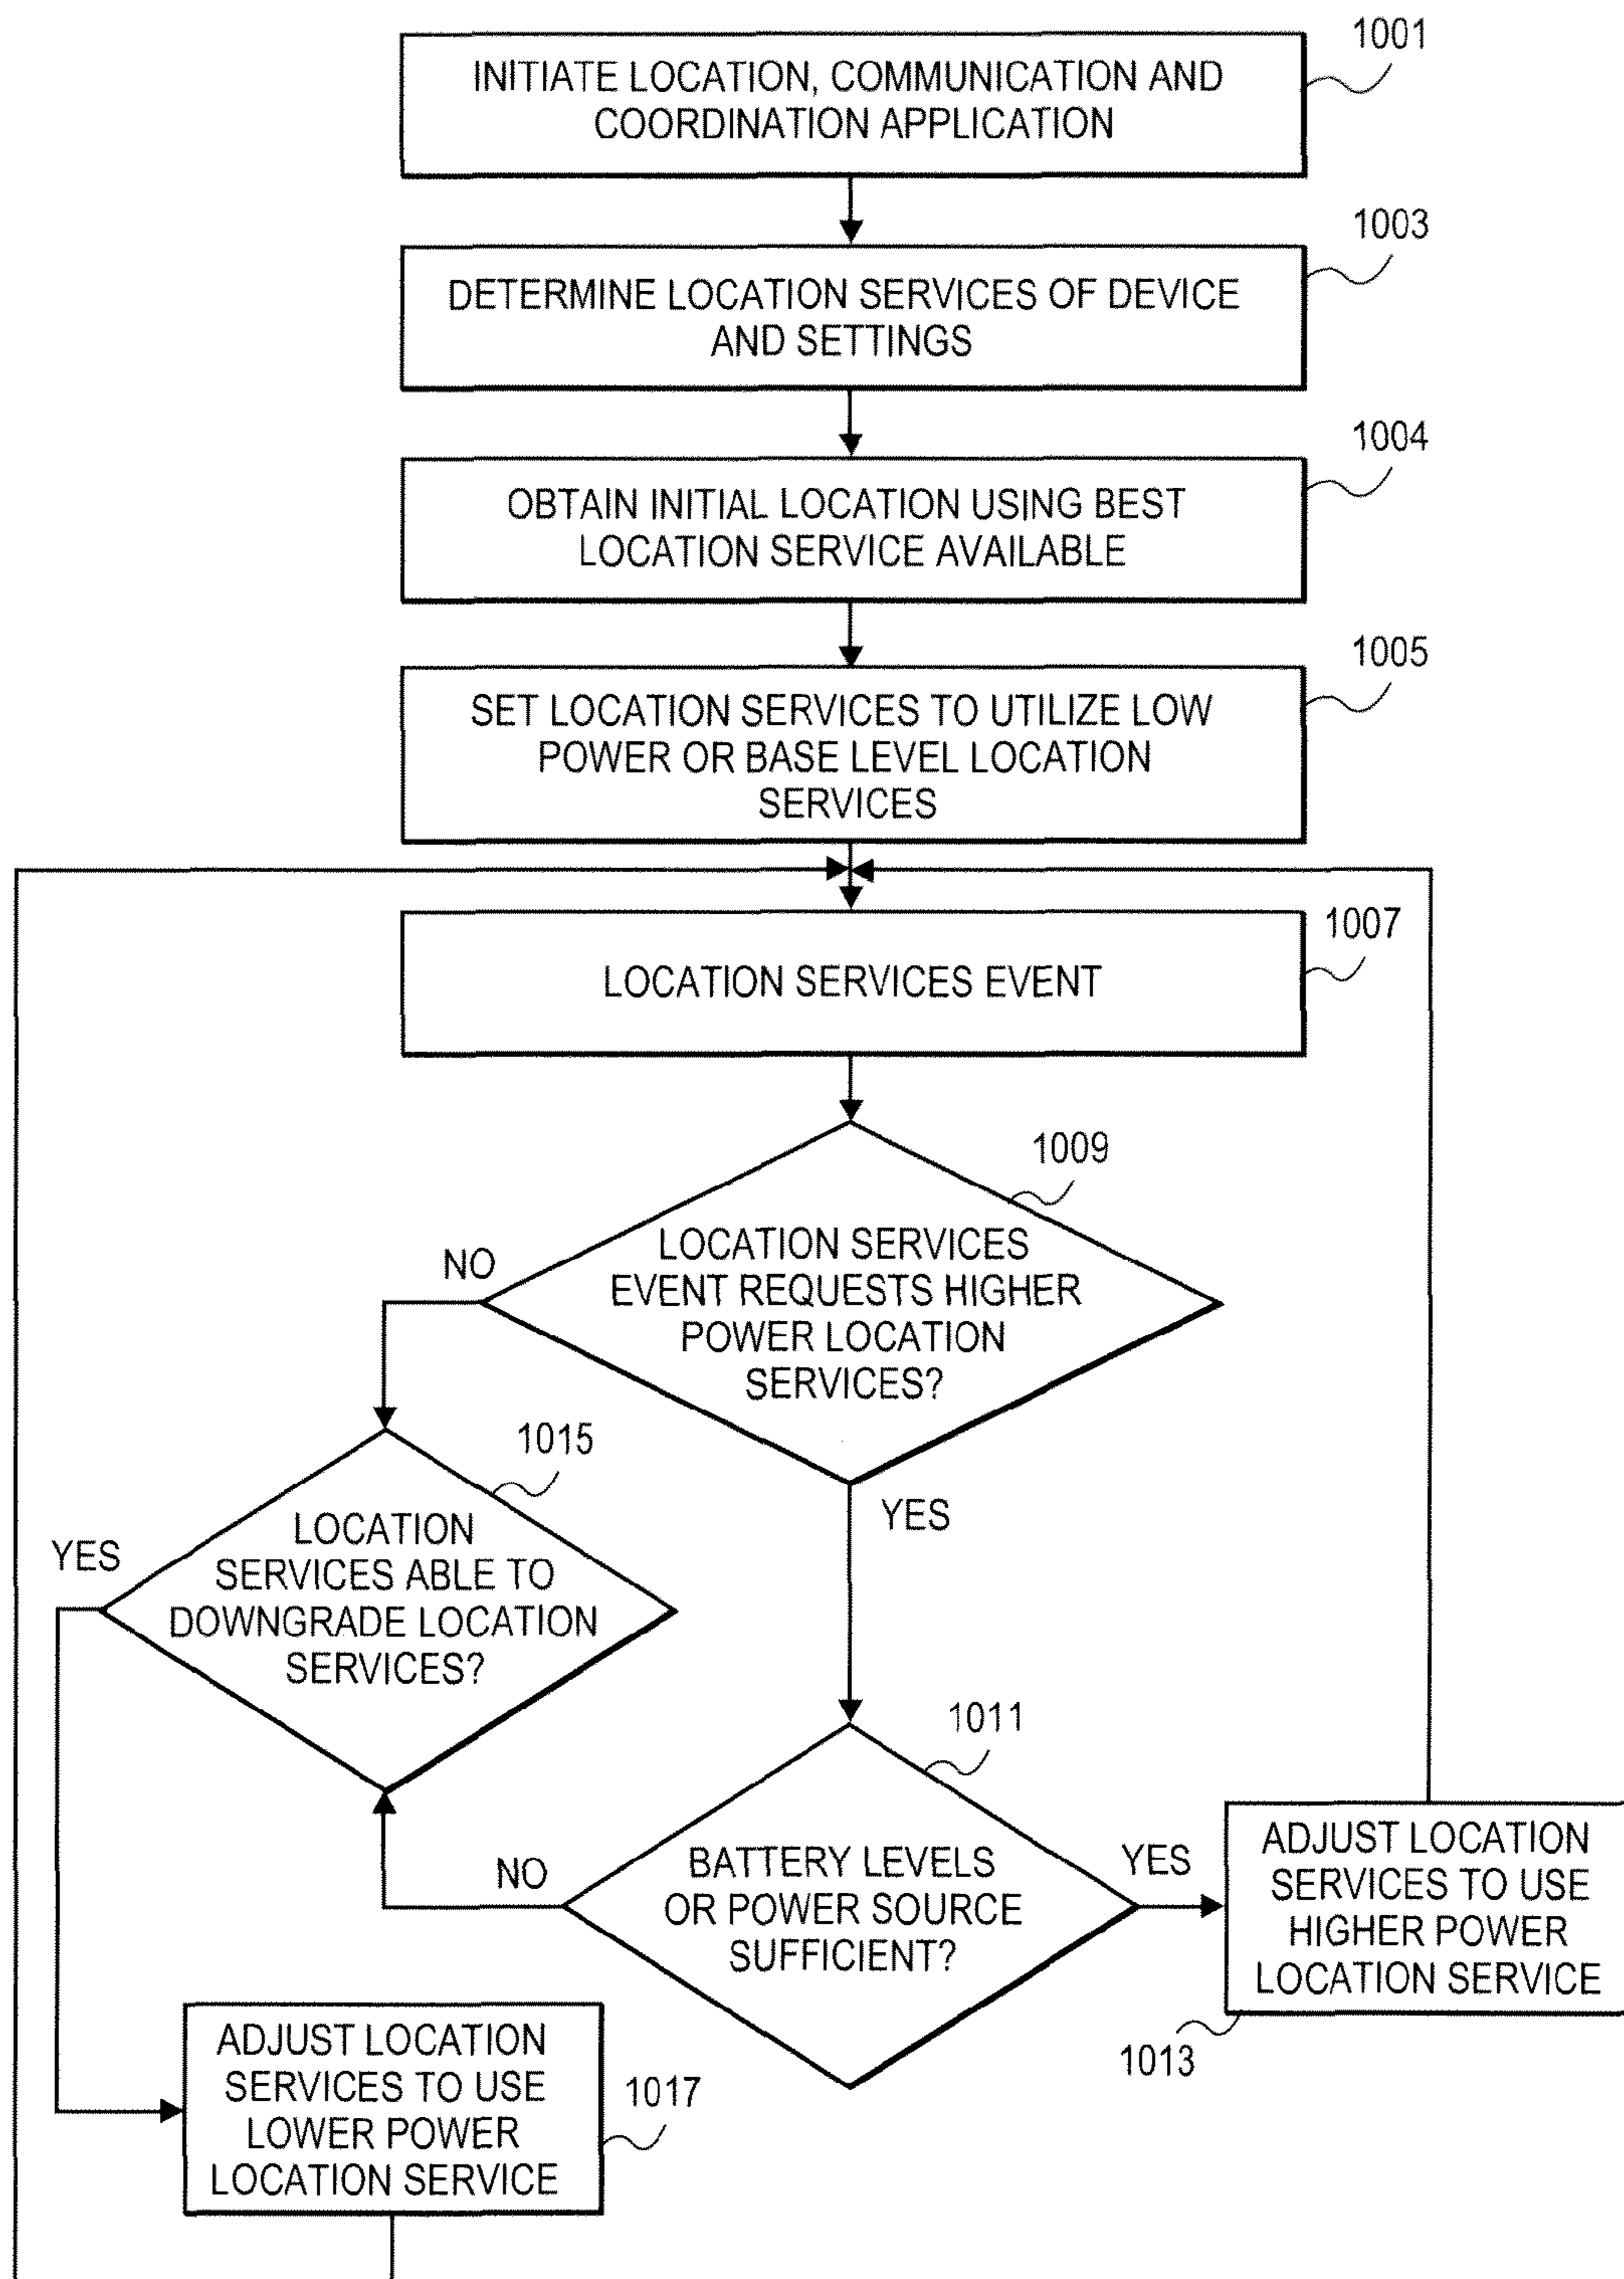 1001
INITIATE LOCATION, COMMUNICATION AND
COORDINATION APPLICATION
1003
DETERMINE LOCATION SERVICES OF DEVICE
AND SETTINGS
1004
OBTAIN INITIAL LOCATION USING BEST
LOCATION SERVICE AVAILABLE
1005
SET LOCATION SERVICES TO UTILIZE LOW
POWER OR BASE LEVEL LOCATION
SERVICES
1007
LOCATION SERVICES EVENT
1009
LOCATION SERVICES
EVENT REQUESTS HIGHER
POWER LOCATION
SERVICES?
NO
YES
1015
LOCATION
SERVICES ABLE TO
DOWNGRADE LOCATION
SERVICES?
YES
1011
BATTERY LEVELS
OR POWER SOURCE
SUFFICIENT?
NO
YES
ADJUST LOCATION
SERVICES TO USE
HIGHER POWER
LOCATION SERVICE
1013
ADJUST LOCATION
SERVICES TO USE
LOWER POWER
LOCATION SERVICE
1017